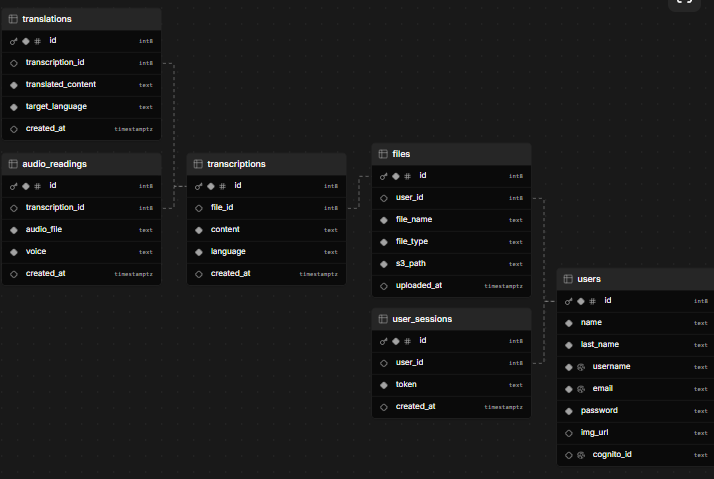 translations
id int8
transcription_id int8
translated_content text
target_language text
created_at timestamptz
audio_readings
id int8
transcription_id int8
audio_file text
voice text
created_at timestamptz
transcriptions
id int8
file_id int8
content text
language text
created_at timestamptz
files
id int8
user_id int8
file_name text
file_type text
s3_path text
uploaded_at timestamptz
user_sessions
id int8
user_id int8
token text
created_at timestamptz
users
id int8
name text
last_name text
username text
email text
password text
img_url text
cognito_id text